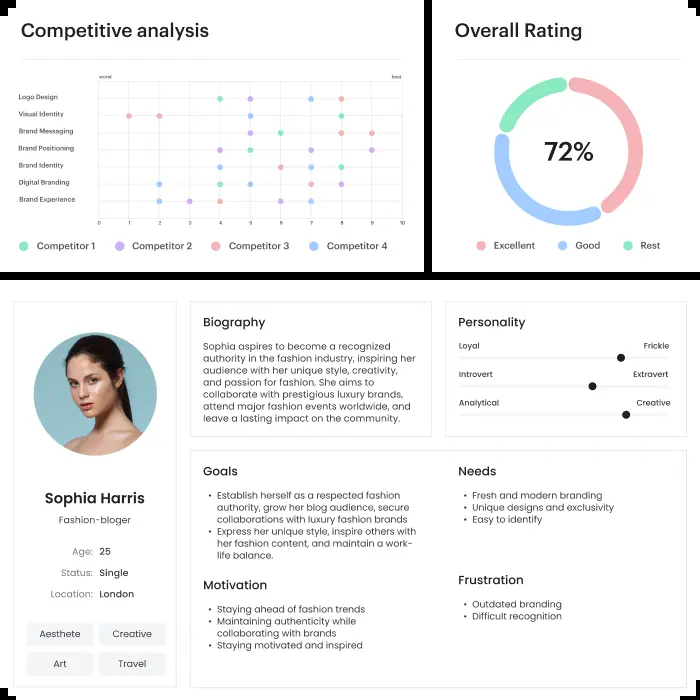 Competitive analysis
worst
best
Logo Design
Visual Identity
Brand Messaging
Brand Positioning
Brand Identity
Digital Branding
Brand Experience
0 1 2 3 4 5 6 7 8 9 10
Competitor 1 Competitor 2 Competitor 3 Competitor 4
Overall Rating
72%
Excellent Good Rest
Sophia Harris
Fashion-bloger
Age: 25
Status: Single
Location: London
Aesthete Creative
Art Travel
Biography
Sophia aspires to become a recognized
authority in the fashion industry, inspiring her
audience with her unique style, creativity,
and passion for fashion. She aims to
collaborate with prestigious luxury brands,
attend major fashion events worldwide, and
leave a lasting impact on the community.
Personality
Loyal Frickle
Introvert Extravert
Analytical Creative
Goals
• Establish herself as a respected fashion
authority, grow her blog audience, secure
collaborations with luxury fashion brands
• Express her unique style, inspire others with
her fashion content, and maintain a work-
life balance.
Motivation
• Staying ahead of fashion trends
• Maintaining authenticity while
collaborating with brands
• Staying motivated and inspired
Needs
• Fresh and modern branding
• Unique designs and exclusivity
• Easy to identify
Frustration
• Outdated branding
• Difficult recognition